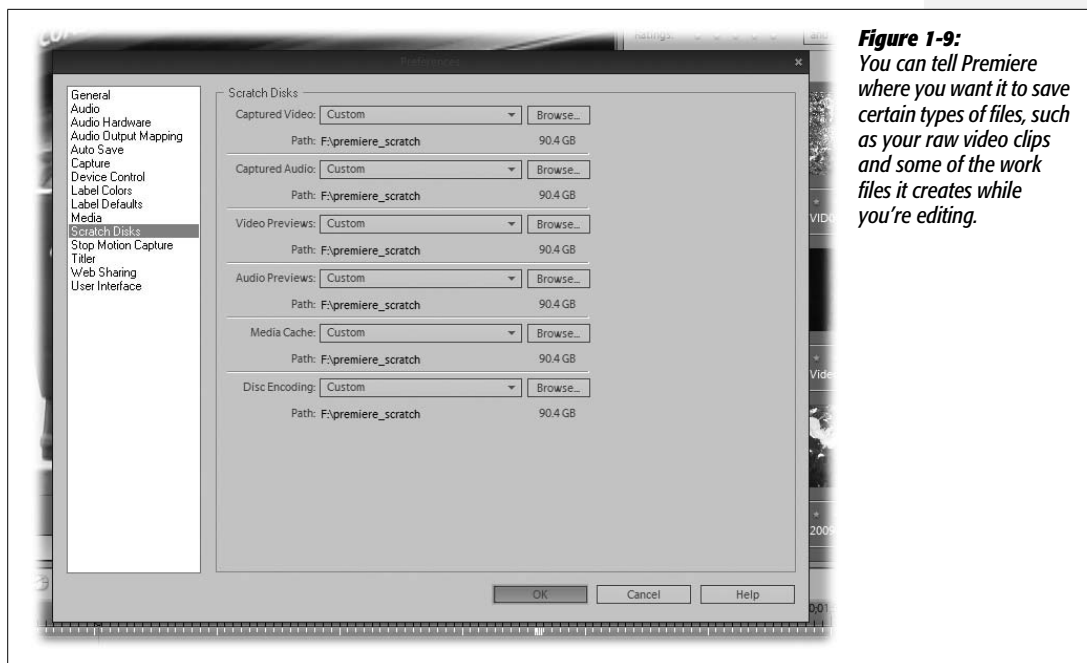 Ratings:
and
Preferences
General
Audio
Audio Hardware
Audio Output Mapping
Auto Save
Capture
Device Control
Label Colors
Label Defaults
Media
Scratch Disks
Stop Motion Capture
Titler
Web Sharing
User Interface
Scratch Disks
Captured Video: Custom Browse...
Path: F:\premiere_scratch 90.4 GB
Captured Audio: Custom Browse...
Path: F:\premiere_scratch 90.4 GB
Video Previews: Custom Browse...
Path: F:\premiere_scratch 90.4 GB
Audio Previews: Custom Browse...
Path: F:\premiere_scratch 90.4 GB
Media Cache: Custom Browse...
Path: F:\premiere_scratch 90.4 GB
Disc Encoding: Custom Browse...
Path: F:\premiere_scratch 90.4 GB
OK Cancel Help
VID
Vide
2009
Figure 1-9:
You can tell Premiere
where you want it to save
certain types of files, such
as your raw video clips
and some of the work
files it creates while
you're editing.